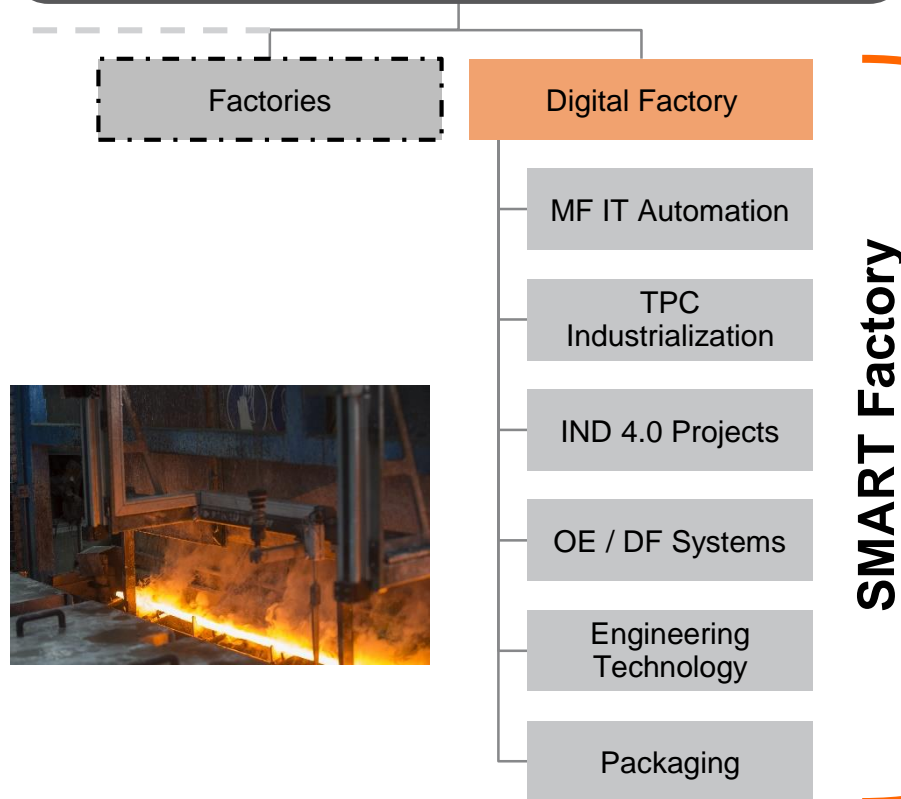 Factories
Digital Factory
MF IT Automation
TPC
Industrialization
IND 4.0 Projects
OE / DF Systems
Engineering
Technology
Packaging
SMART Factory